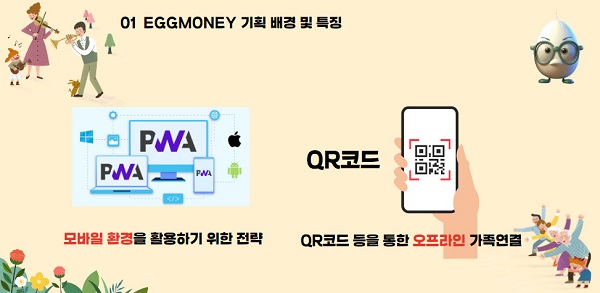 01 EGGMONEY 기획 배경 및 특징
PWA
PWA
PWA
QR코드
모바일 환경을 활용하기 위한 전략
QR코드 등을 통한 오프라인 가족연결